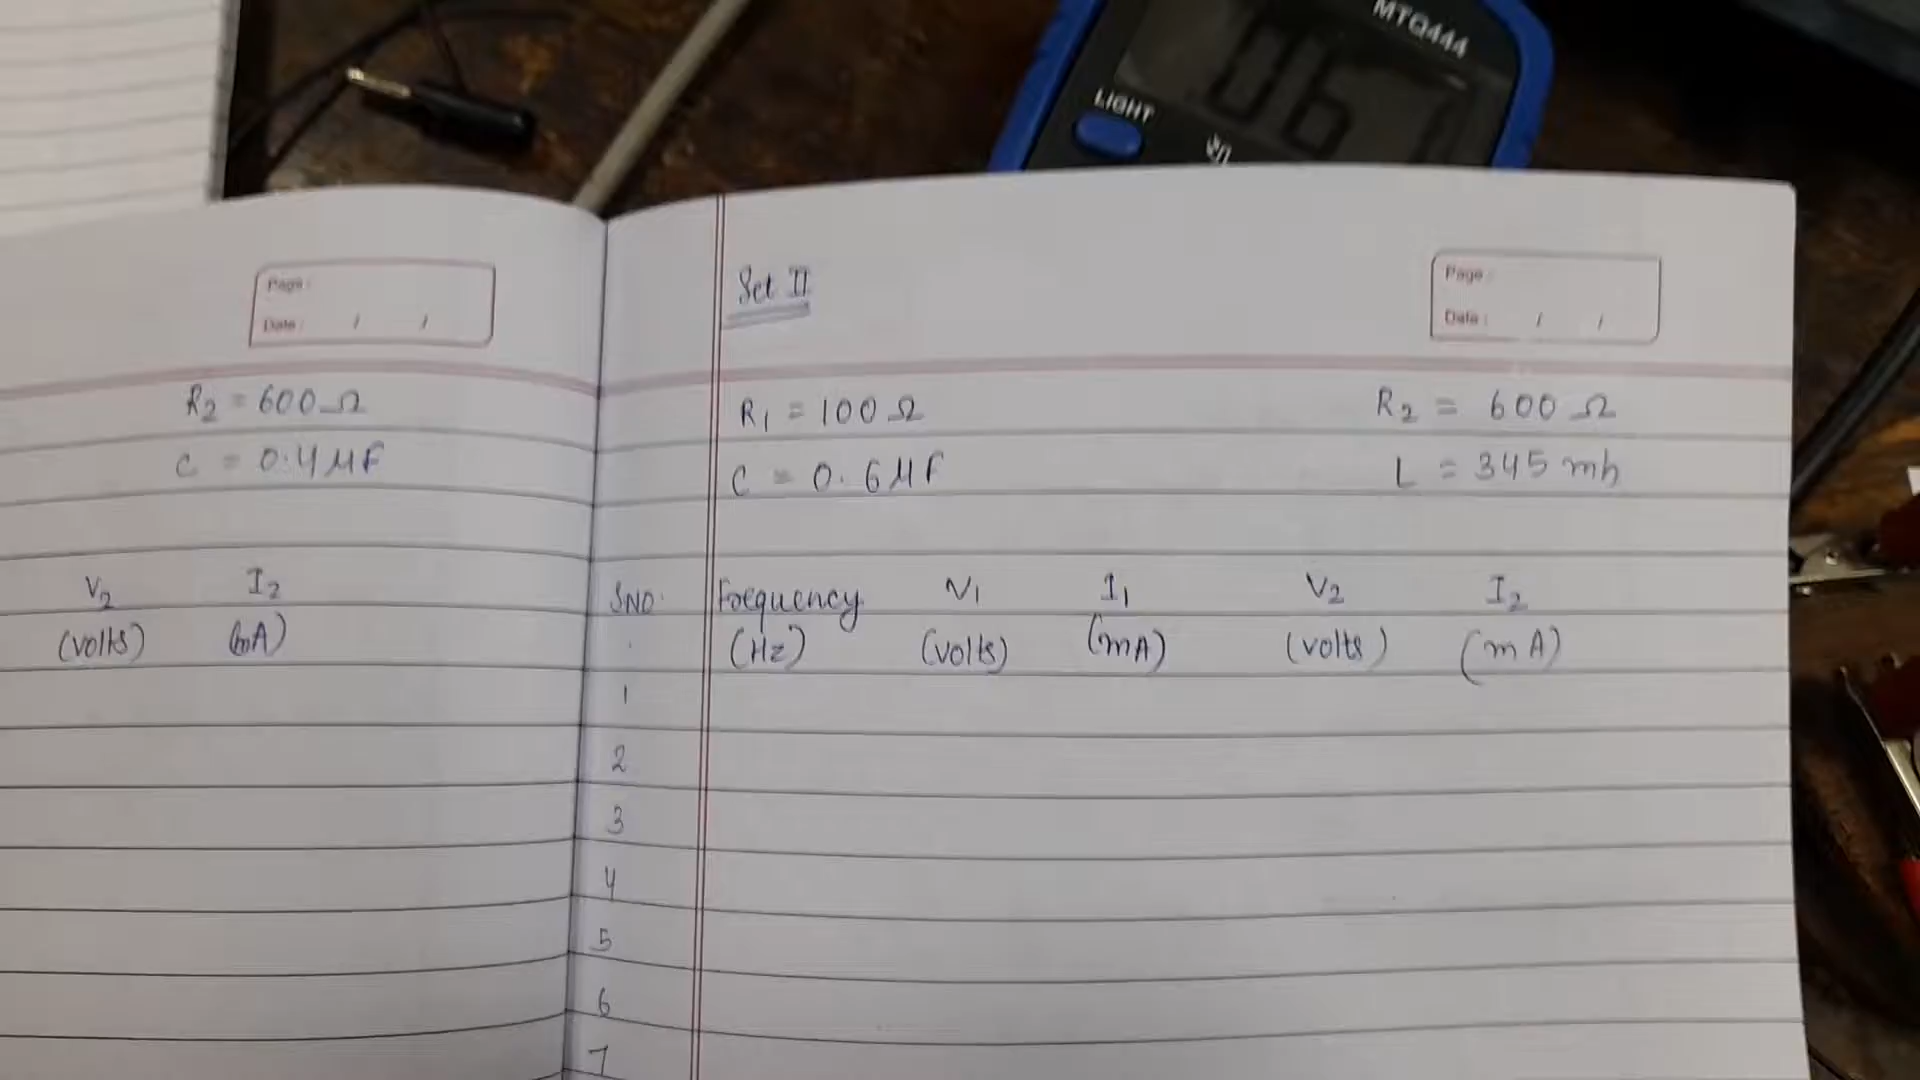 MTQ444
067
LIGHT
Page :
Date : / /
R2 = 600 Ω
C = 0.4 μF
V2 I2
(volts) (mA)
Set II
Page :
Date : / /
R1 = 100 Ω R2 = 600 Ω
C = 0.6 μF L = 345 mh
S.NO. Frequency V1 I1 V2 I2
(Hz) (volts) (mA) (volts) (mA)
1
2
3
4
5
6
7